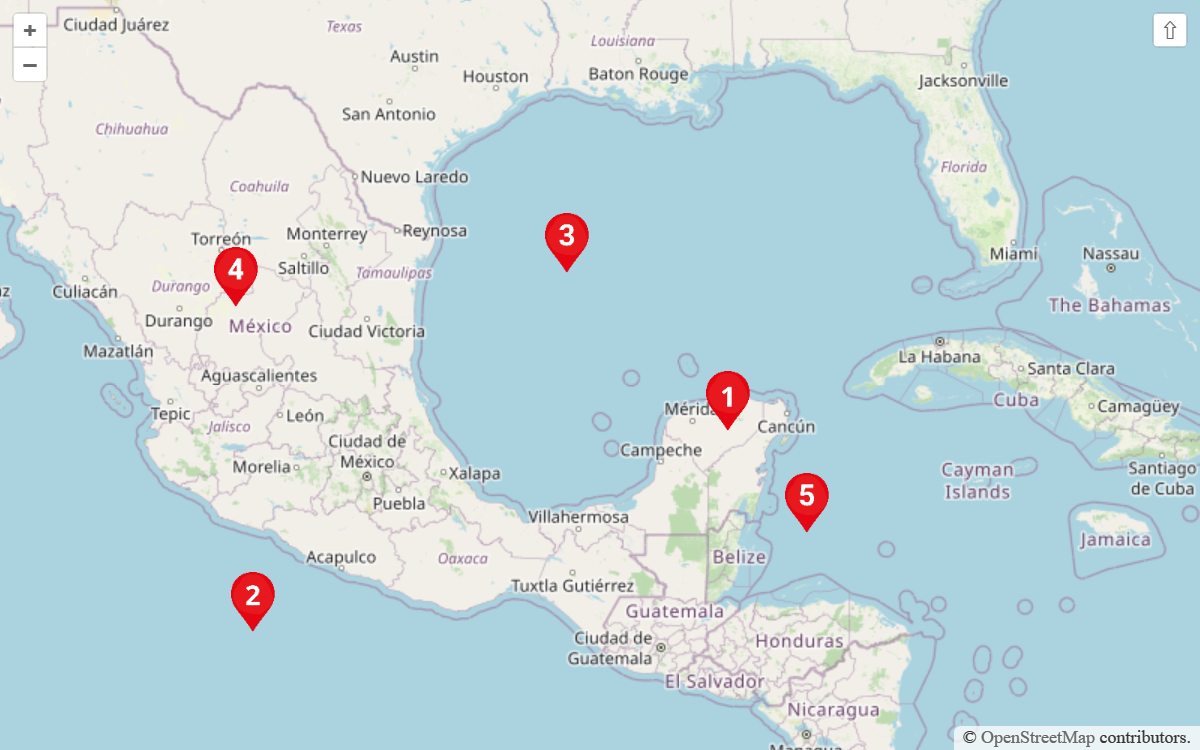 +
−
⇧
Ciudad Juárez
Texas
Louisiana
Austin
Houston
Baton Rouge
Jacksonville
San Antonio
Chihuahua
Florida
Nuevo Laredo
Coahuila
Torreón
Monterrey
Reynosa
3
Miami
Nassau
4
Saltillo
Tamaulipas
Culiacán
Durango
The Bahamas
Durango
México
Ciudad Victoria
Mazatlán
La Habana
Santa Clara
Aguascalientes
Cuba
1
Camagüey
Tepic
León
Mérida
Jalisco
Cancún
Ciudad de
México
Campeche
Morelia
Xalapa
Cayman
Islands
Santiago
de Cuba
5
Puebla
Villahermosa
Jamaica
Acapulco
Oaxaca
Belize
Tuxtla Gutiérrez
2
Guatemala
Ciudad de
Guatemala
Honduras
El Salvador
Nicaragua
Managua
© OpenStreetMap contributors.